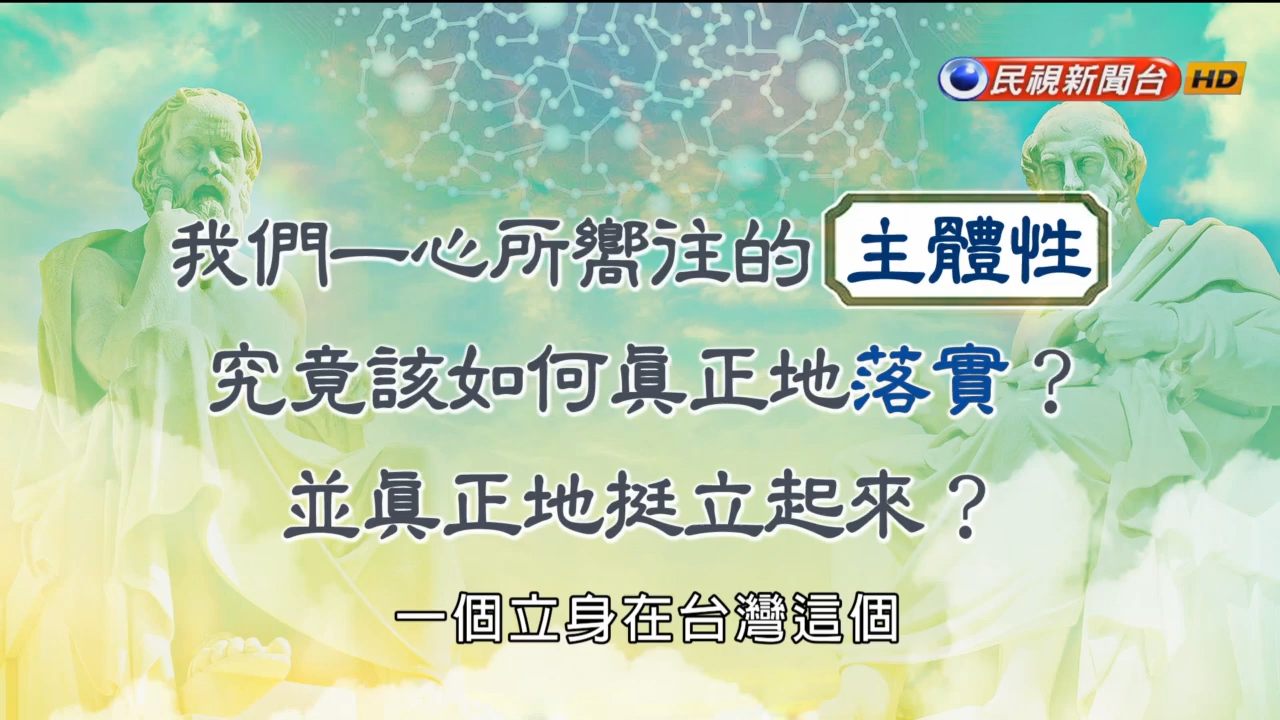 民視新聞台 HD
我們一心所嚮往的 主體性
究竟該如何眞正地落實？
並眞正地挺立起來？
一個立身在台灣這個